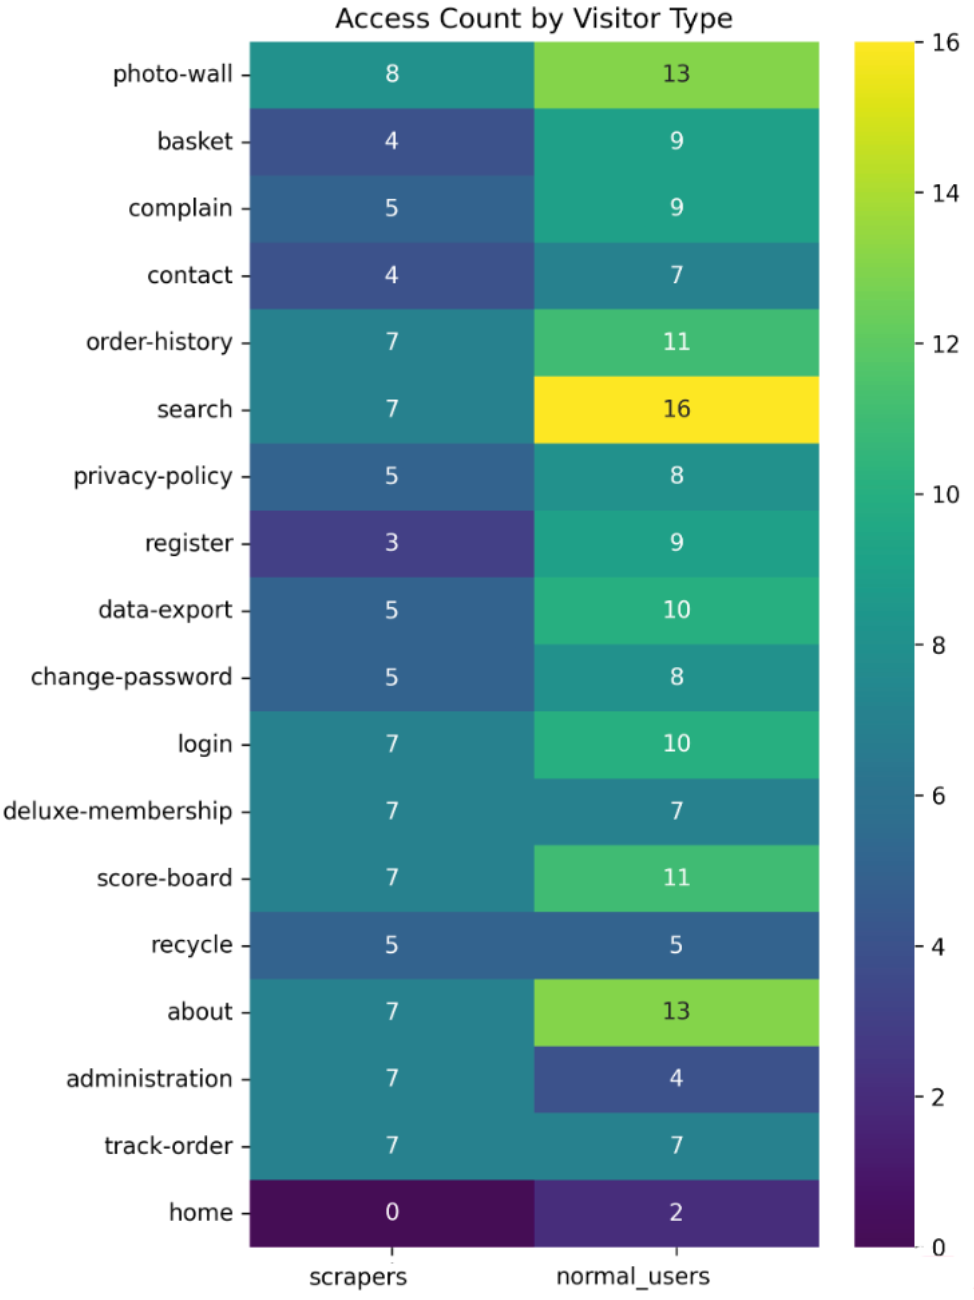 Access Count by Visitor Type
photo-wall 8 13
basket 4 9
complain 5 9
contact 4 7
order-history 7 11
search 7 16
privacy-policy 5 8
register 3 9
data-export 5 10
change-password 5 8
login 7 10
deluxe-membership 7 7
score-board 7 11
recycle 5 5
about 7 13
administration 7 4
track-order 7 7
home 0 2
scrapers normal_users
16
14
12
10
8
6
4
2
0